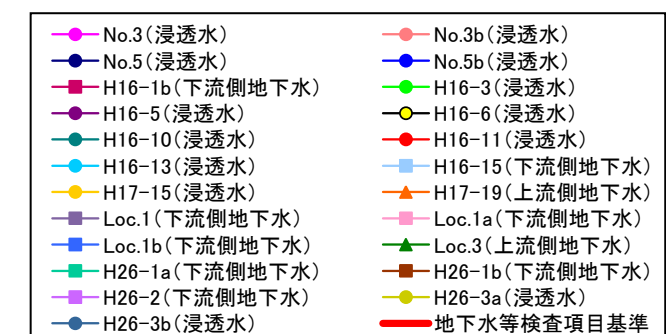 No.3(浸透水) No.3b(浸透水)
No.5(浸透水) No.5b(浸透水)
H16-1b(下流側地下水) H16-3(浸透水)
H16-5(浸透水) H16-6(浸透水)
H16-10(浸透水) H16-11(浸透水)
H16-13(浸透水) H16-15(下流側地下水)
H17-15(浸透水) H17-19(上流側地下水)
Loc.1(下流側地下水) Loc.1a(下流側地下水)
Loc.1b(下流側地下水) Loc.3(上流側地下水)
H26-1a(下流側地下水) H26-1b(下流側地下水)
H26-2(下流側地下水) H26-3a(浸透水)
H26-3b(浸透水) 地下水等検査項目基準